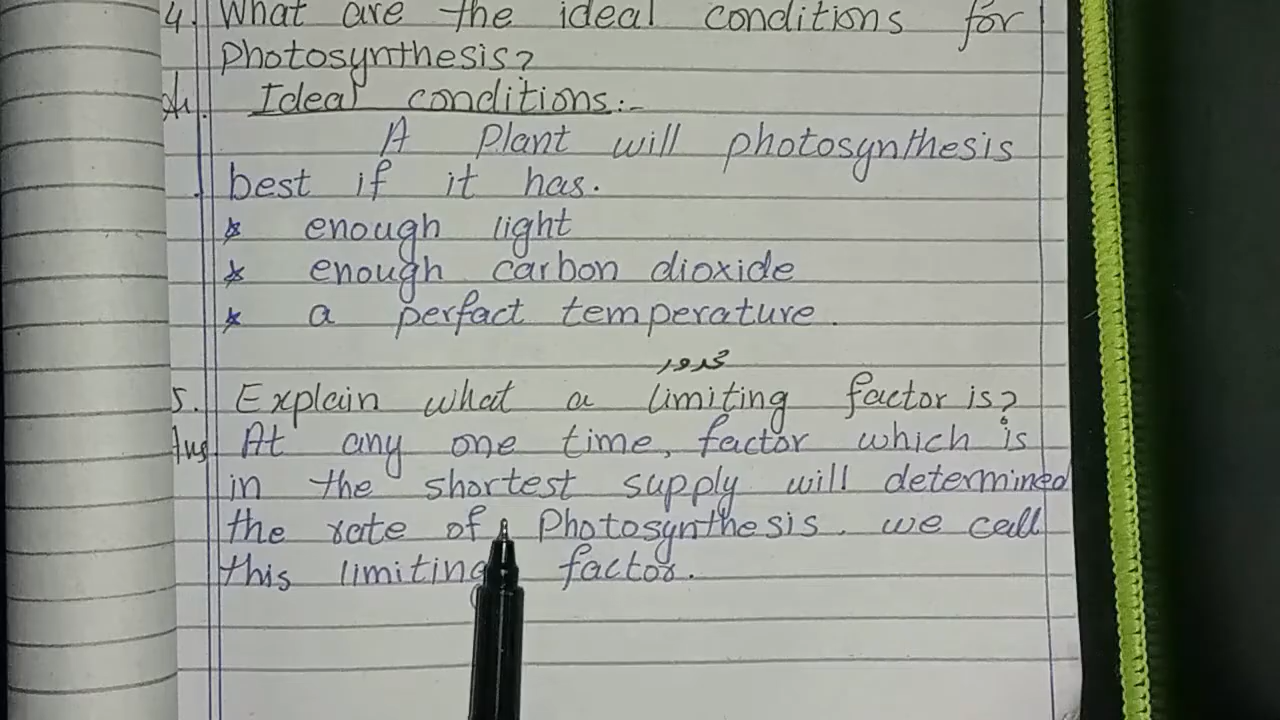 4. What are the ideal conditions for
Photosynthesis?
Ideal conditions:-
A Plant will photosynthesis
best if it has.
* enough light
* enough carbon dioxide
* a perfact temperature.
محدود
5. Explain what a limiting factor is?
Ans At any one time, factor which is
in the shortest supply will determined
the rate of Photosynthesis. we call
this limiting factor.